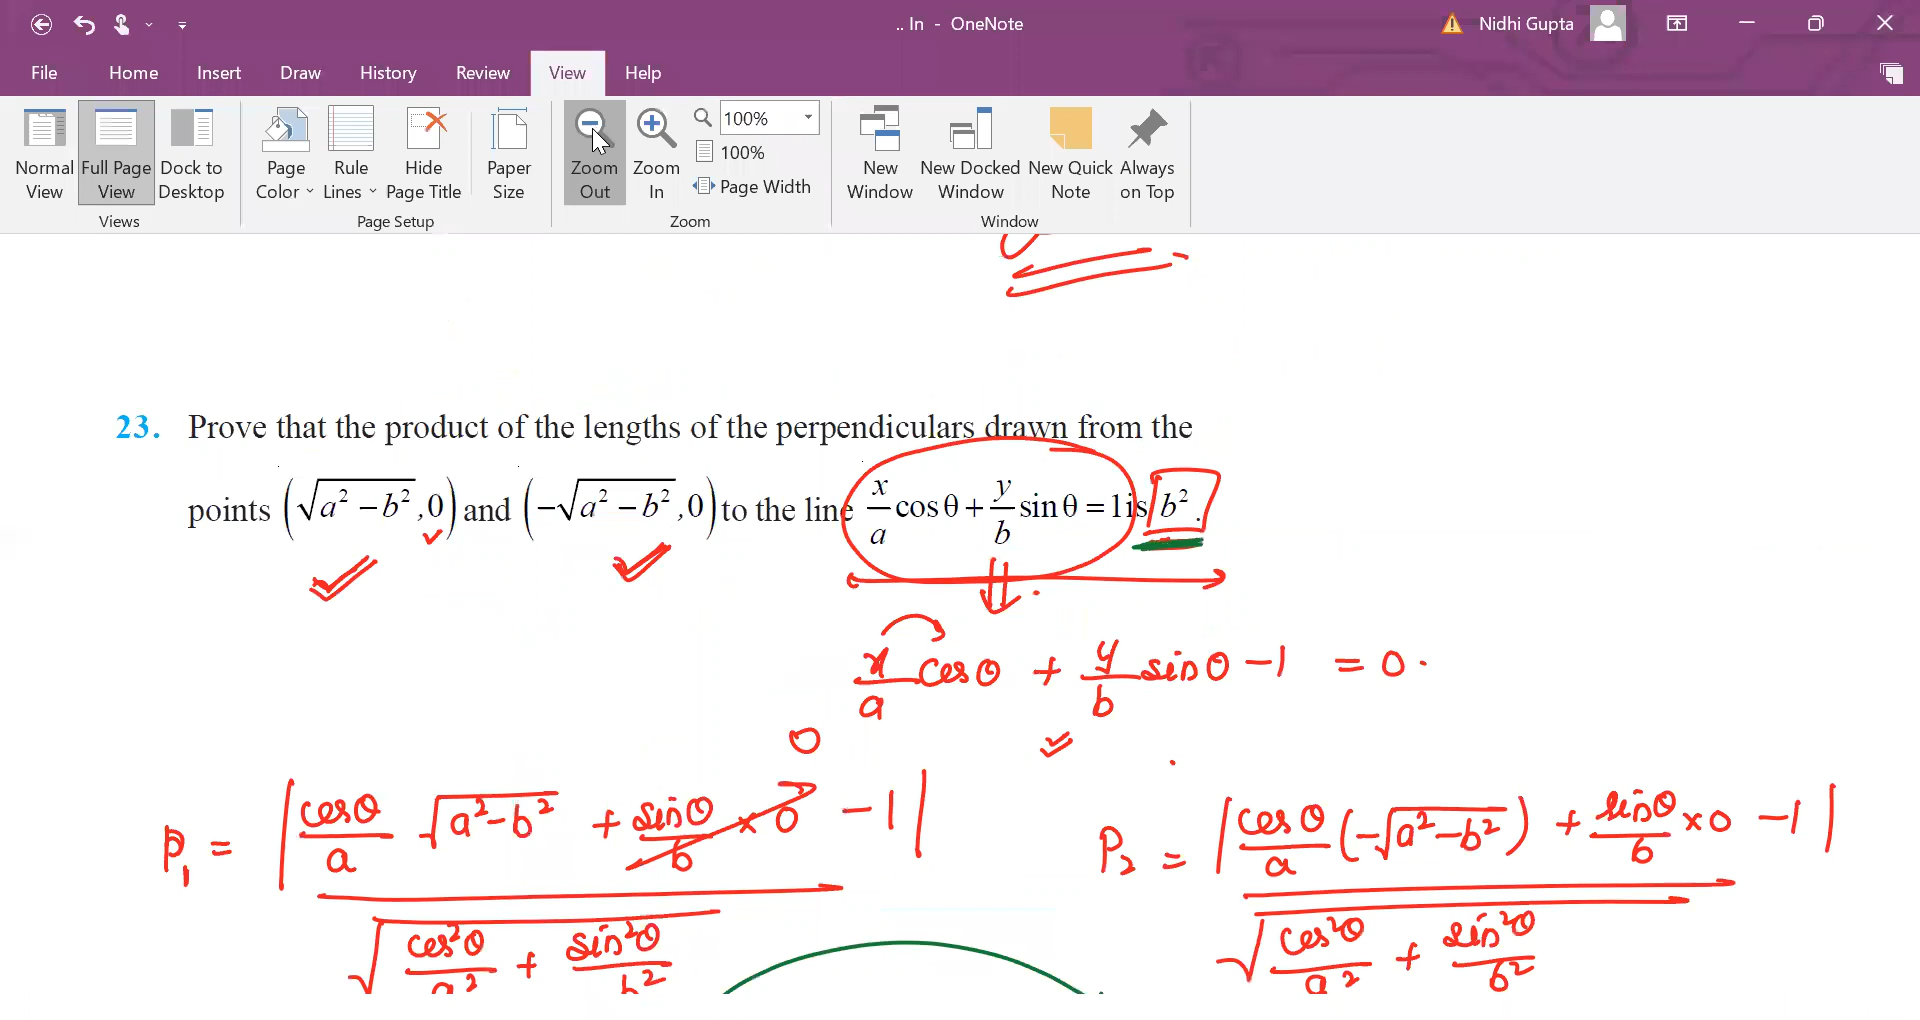 .. In - OneNote
Nidhi Gupta
File Home Insert Draw History Review View Help
Normal View
Full Page View
Dock to Desktop
Page Color
Rule Lines
Hide Page Title
Paper Size
Zoom Out
Zoom In
100%
100%
Page Width
New Window
New Docked Window
New Quick Note
Always on Top
Views
Page Setup
Zoom
Window
23. Prove that the product of the lengths of the perpendiculars drawn from the
points (√(a² − b²), 0) and (−√(a² − b²), 0) to the line x/a cos θ + y/b sin θ = 1 is b².
x/a cos θ + y/b sin θ − 1 = 0.
0
P₁ = |cosθ/a √(a²−b²) + sinθ/b × 0 − 1|
√(cos²θ/a² + sin²θ/b²)
P₂ = |cosθ/a (−√(a²−b²)) + sinθ/b × 0 − 1|
√(cos²θ/a² + sin²θ/b²)